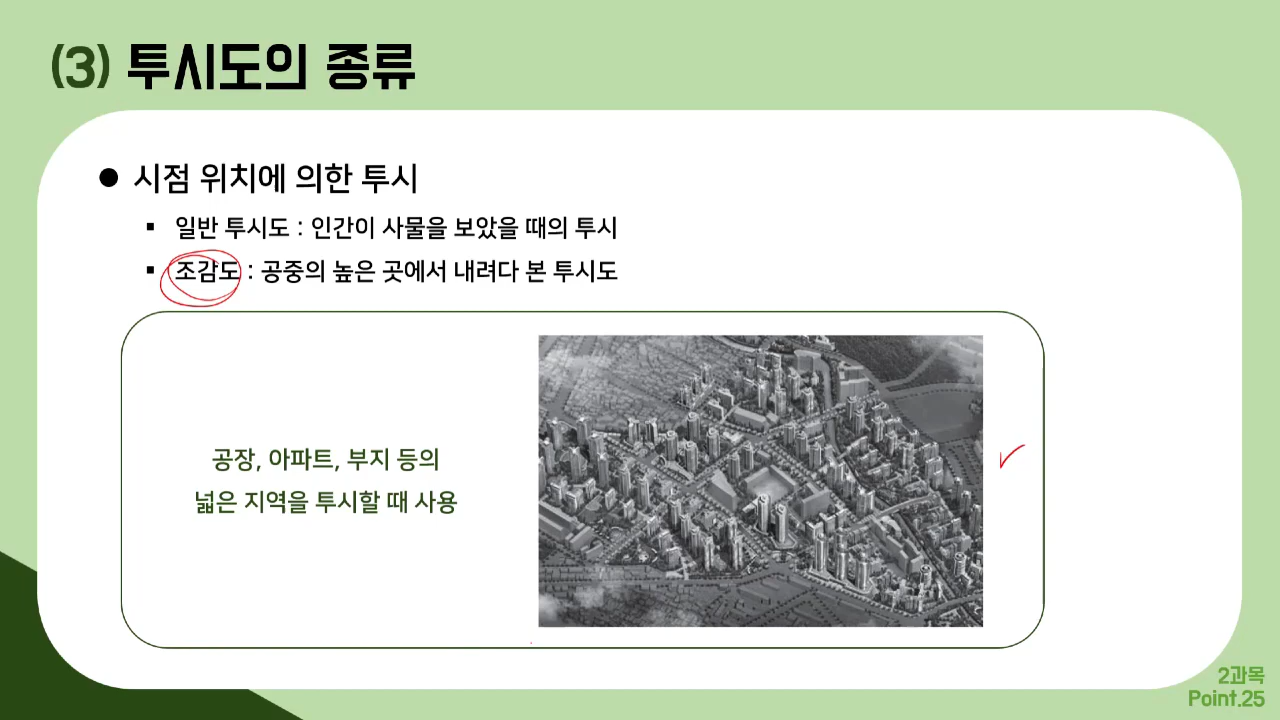 (3) 투시도의 종류
● 시점 위치에 의한 투시
▪ 일반 투시도 : 인간이 사물을 보았을 때의 투시
▪ 조감도 : 공중의 높은 곳에서 내려다 본 투시도
공장, 아파트, 부지 등의
넓은 지역을 투시할 때 사용
2과목
Point.25